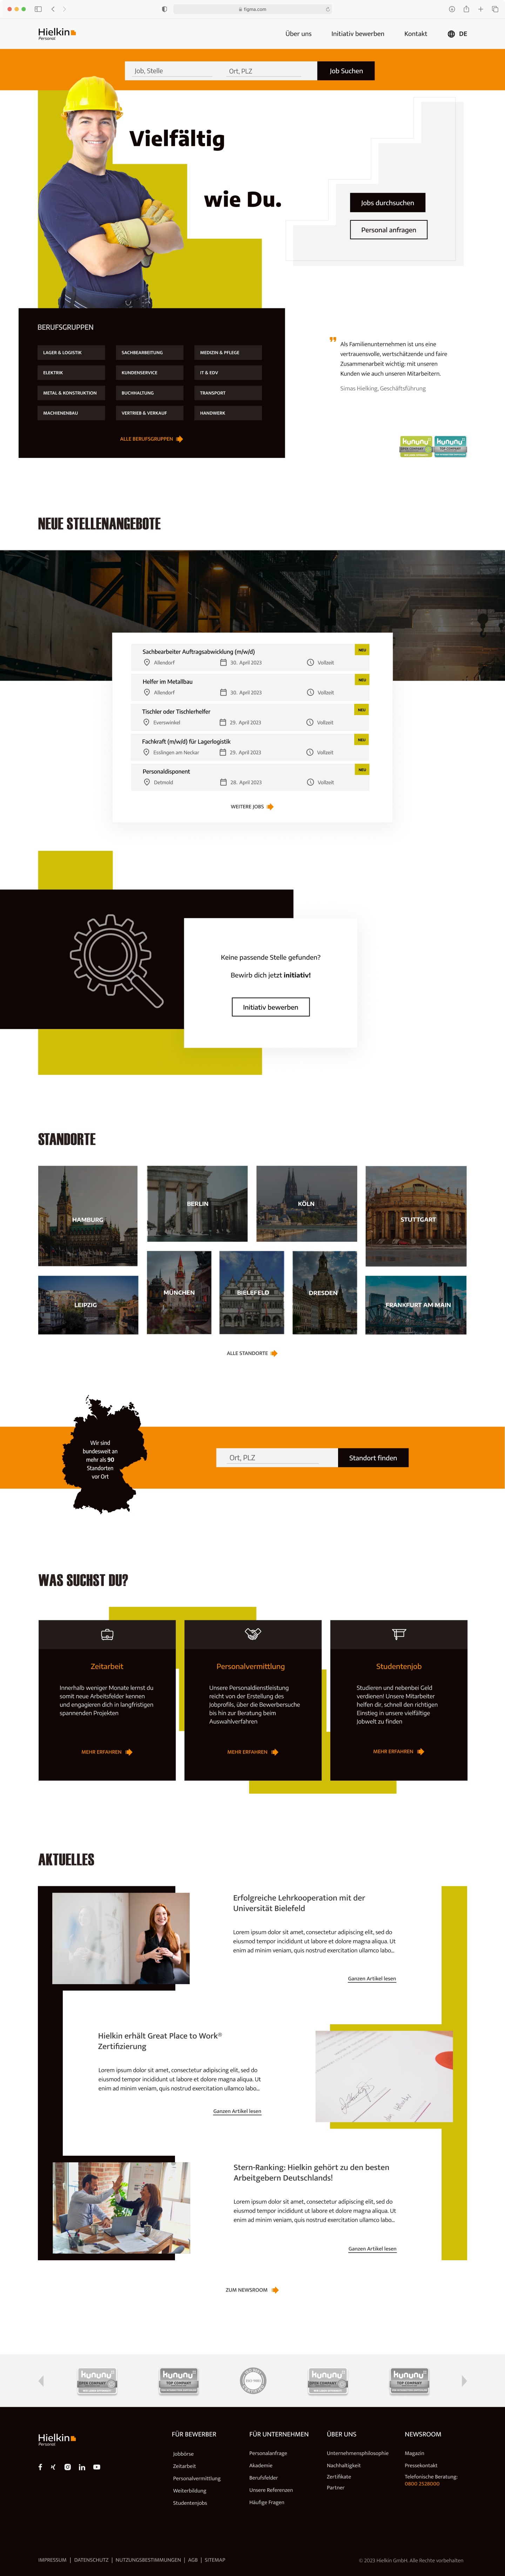 figma.com
Hielkin
Personal
Über uns
Initiativ bewerben
Kontakt
DE
Job, Stelle
Ort, PLZ
Job Suchen
Vielfältig
wie Du.
Jobs durchsuchen
Personal anfragen
BERUFSGRUPPEN
LAGER & LOGISTIK
SACHBEARBEITUNG
MEDIZIN & PFLEGE
ELEKTRIK
KUNDENSERVICE
IT & EDV
METAL & KONSTRUKTION
BUCHHALTUNG
TRANSPORT
MACHIENENBAU
VERTRIEB & VERKAUF
HANDWERK
ALLE BERUFSGRUPPEN
Als Familienunternehmen ist uns eine
vertrauensvolle, wertschätzende und faire
Zusammenarbeit wichtig: mit unseren
Kunden wie auch unseren Mitarbeitern.
Simas Hielking, Geschäftsführung
kununu
OPEN COMPANY
kununu
TOP COMPANY
NEUE STELLENANGEBOTE
Sachbearbeiter Auftragsabwicklung (m/w/d)
NEU
Allendorf
30. April 2023
Vollzeit
Helfer im Metallbau
NEU
Allendorf
30. April 2023
Vollzeit
Tischler oder Tischlerhelfer
NEU
Everswinkel
29. April 2023
Vollzeit
Fachkraft (m/w/d) für Lagerlogistik
NEU
Esslingen am Neckar
29. April 2023
Vollzeit
Personaldisponent
NEU
Detmold
28. April 2023
Vollzeit
WEITERE JOBS
Keine passende Stelle gefunden?
Bewirb dich jetzt initiativ!
Initiativ bewerben
STANDORTE
HAMBURG
BERLIN
KÖLN
STUTTGART
LEIPZIG
MÜNCHEN
BIELEFELD
DRESDEN
FRANKFURT AM MAIN
ALLE STANDORTE
Wir sind
bundesweit an
mehr als 90
Standorten
vor Ort
Ort, PLZ
Standort finden
WAS SUCHST DU?
Zeitarbeit
Innerhalb weniger Monate lernst du
somit neue Arbeitsfelder kennen
und engagieren dich in langfristigen
spannenden Projekten
MEHR ERFAHREN
Personalvermittlung
Unsere Personaldienstleistung
reicht von der Erstellung des
Jobprofils, über die Bewerbersuche
bis hin zur Beratung beim
Auswahlverfahren
MEHR ERFAHREN
Studentenjob
Studieren und nebenbei Geld
verdienen! Unsere Mitarbeiter
helfen dir, schnell den richtigen
Einstieg in unsere vielfältige
Jobwelt zu finden
MEHR ERFAHREN
AKTUELLES
Erfolgreiche Lehrkooperation mit der
Universität Bielefeld
Lorem ipsum dolor sit amet, consectetur adipiscing elit, sed do
eiusmod tempor incididunt ut labore et dolore magna aliqua. Ut
enim ad minim veniam, quis nostrud exercitation ullamco labo...
Ganzen Artikel lesen
Hielkin erhält Great Place to Work®
Zertifizierung
Lorem ipsum dolor sit amet, consectetur adipiscing elit, sed do
eiusmod tempor incididunt ut labore et dolore magna aliqua. Ut
enim ad minim veniam, quis nostrud exercitation ullamco labo...
Ganzen Artikel lesen
Stern-Ranking: Hielkin gehört zu den besten
Arbeitgebern Deutschlands!
Lorem ipsum dolor sit amet, consectetur adipiscing elit, sed do
eiusmod tempor incididunt ut labore et dolore magna aliqua. Ut
enim ad minim veniam, quis nostrud exercitation ullamco labo...
Ganzen Artikel lesen
ZUM NEWSROOM
kununu
OPEN COMPANY
kununu
TOP COMPANY
kununu
OPEN COMPANY
kununu
TOP COMPANY
Hielkin
Personal
FÜR BEWERBER
Jobbörse
Zeitarbeit
Personalvermittlung
Weiterbildung
Studentenjobs
FÜR UNTERNEHMEN
Personalanfrage
Akademie
Berufsfelder
Unsere Referenzen
Häufige Fragen
ÜBER UNS
Unternehmensphilosophie
Nachhaltigkeit
Zertifikate
Partner
NEWSROOM
Magazin
Pressekontakt
Telefonische Beratung:
0800 2528000
IMPRESSUM | DATENSCHUTZ | NUTZUNGSBESTIMMUNGEN | AGB | SITEMAP
© 2023 Hielkin GmbH. Alle Rechte vorbehalten